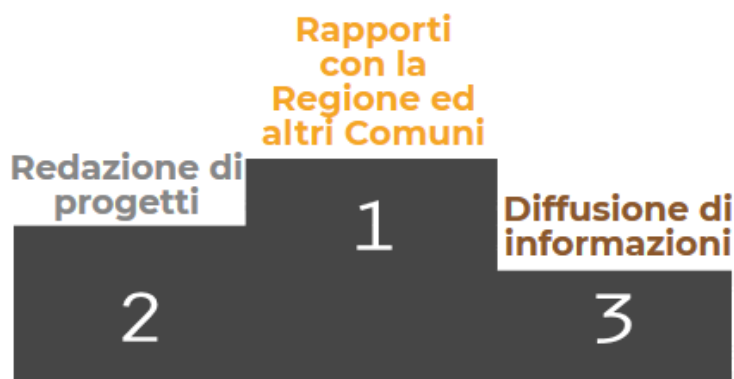 Rapporti
con la
Regione ed
altri Comuni
1
Redazione di
progetti
2
Diffusione di
informazioni
3